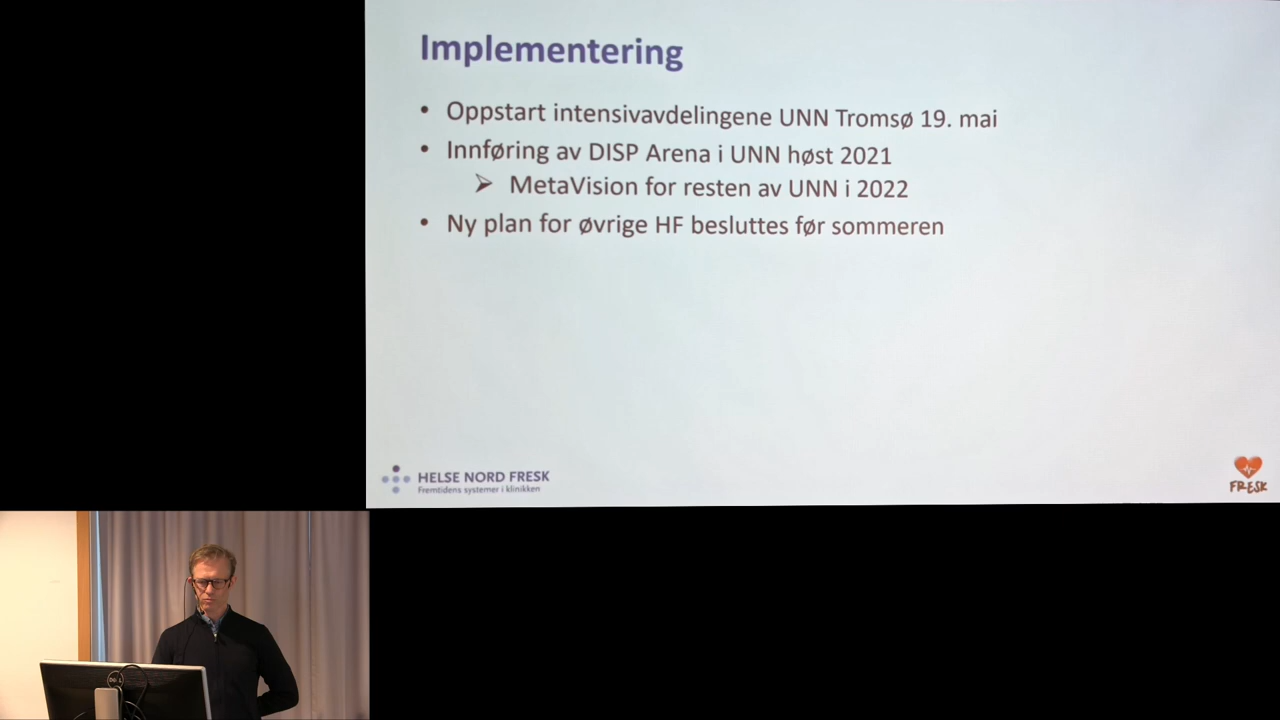 Implementering
• Oppstart intensivavdelingene UNN Tromsø 19. mai
• Innføring av DISP Arena i UNN høst 2021
➢ MetaVision for resten av UNN i 2022
• Ny plan for øvrige HF besluttes før sommeren
HELSE NORD FRESK
Fremtidens systemer i klinikken
FRESK
DELL